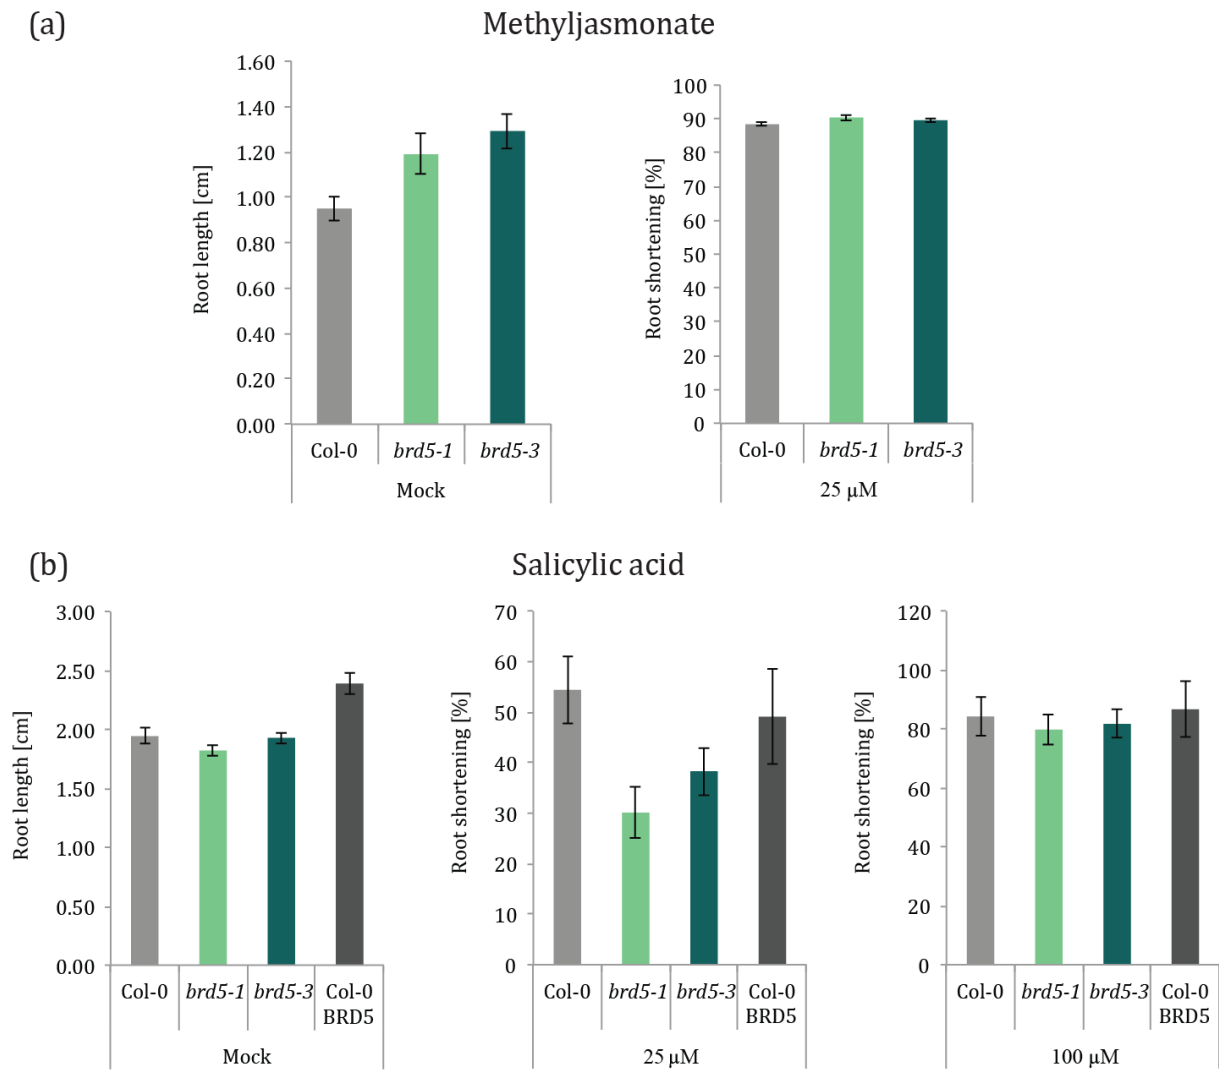 (a)
Methyljasmonate
Root length [cm]
1.60
1.40
1.20
1.00
0.80
0.60
0.40
0.20
0.00
Col-0 brd5-1 brd5-3
Mock
Root shortening [%]
100
90
80
70
60
50
40
30
20
10
0
Col-0 brd5-1 brd5-3
25 µM
(b)
Salicylic acid
Root length [cm]
3.00
2.50
2.00
1.50
1.00
0.50
0.00
Col-0 brd5-1 brd5-3 Col-0
BRD5
Mock
Root shortening [%]
70
60
50
40
30
20
10
0
Col-0 brd5-1 brd5-3 Col-0
BRD5
25 µM
Root shortening [%]
120
100
80
60
40
20
0
Col-0 brd5-1 brd5-3 Col-0
BRD5
100 µM